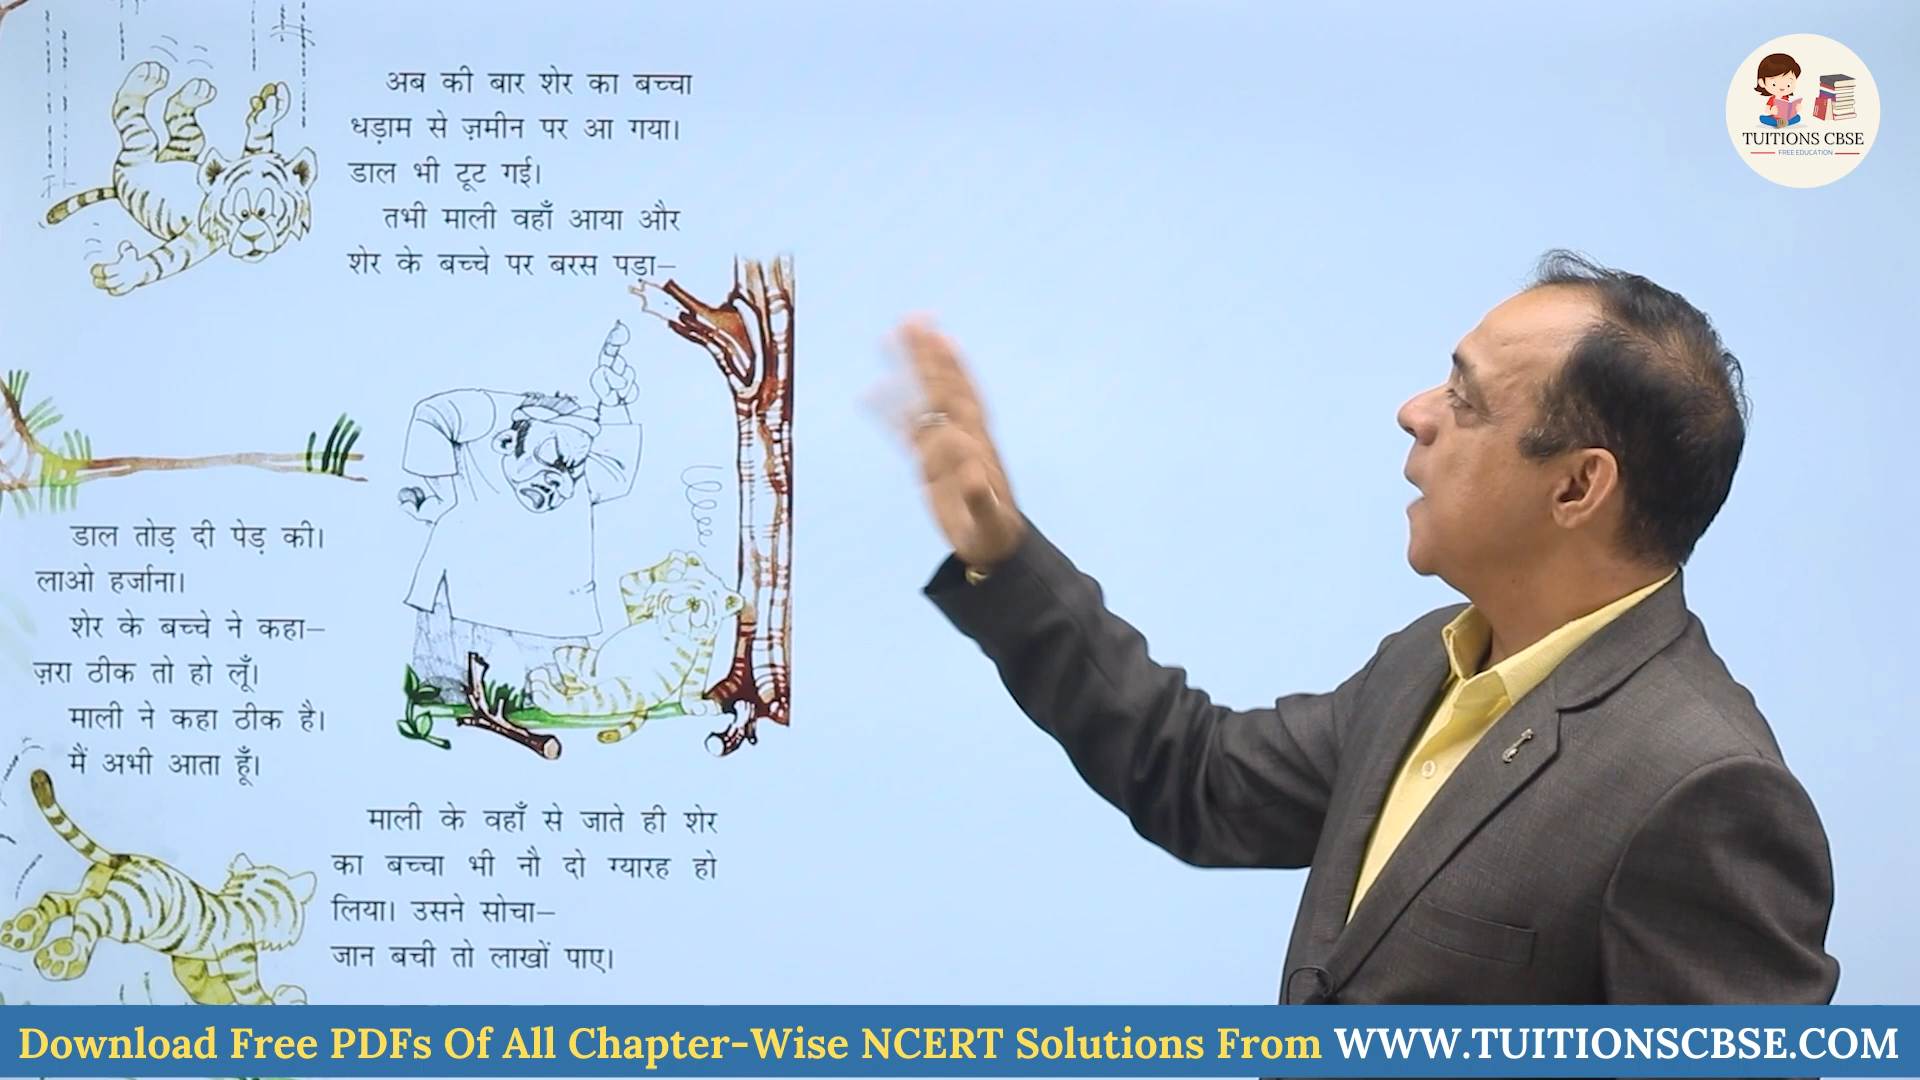 अब की बार शेर का बच्चा
धड़ाम से ज़मीन पर आ गया।
डाल भी टूट गई।
तभी माली वहाँ आया और
शेर के बच्चे पर बरस पड़ा–
डाल तोड़ दी पेड़ की।
लाओ हर्जाना।
शेर के बच्चे ने कहा–
ज़रा ठीक तो हो लूँ।
माली ने कहा ठीक है।
मैं अभी आता हूँ।
माली के वहाँ से जाते ही शेर
का बच्चा भी नौ दो ग्यारह हो
लिया। उसने सोचा–
जान बची तो लाखों पाए।
TUITIONS CBSE
FREE EDUCATION
Download Free PDFs Of All Chapter-Wise NCERT Solutions From WWW.TUITIONSCBSE.COM